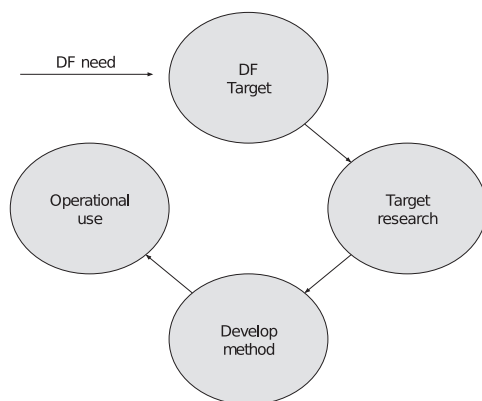 DF need
DF
Target
Target
research
Develop
method
Operational
use